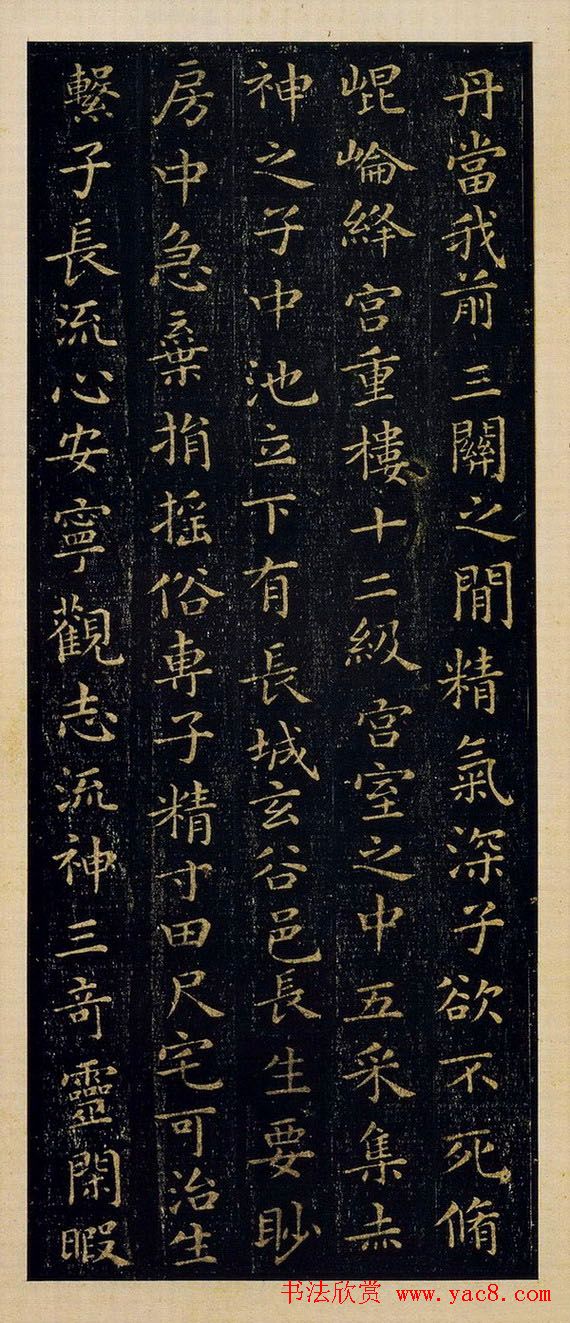 丹當我前三關之閒精氣深子欲不死脩
崐崘絳宮重樓十二級宮室之中五采集赤
神之子中池立下有長城玄谷邑長生要眇
房中急棄捐搖俗專子精寸田尺宅可治生
繫子長流心安寧觀志流神三奇靈閑暇
书法欣赏 www.yac8.com